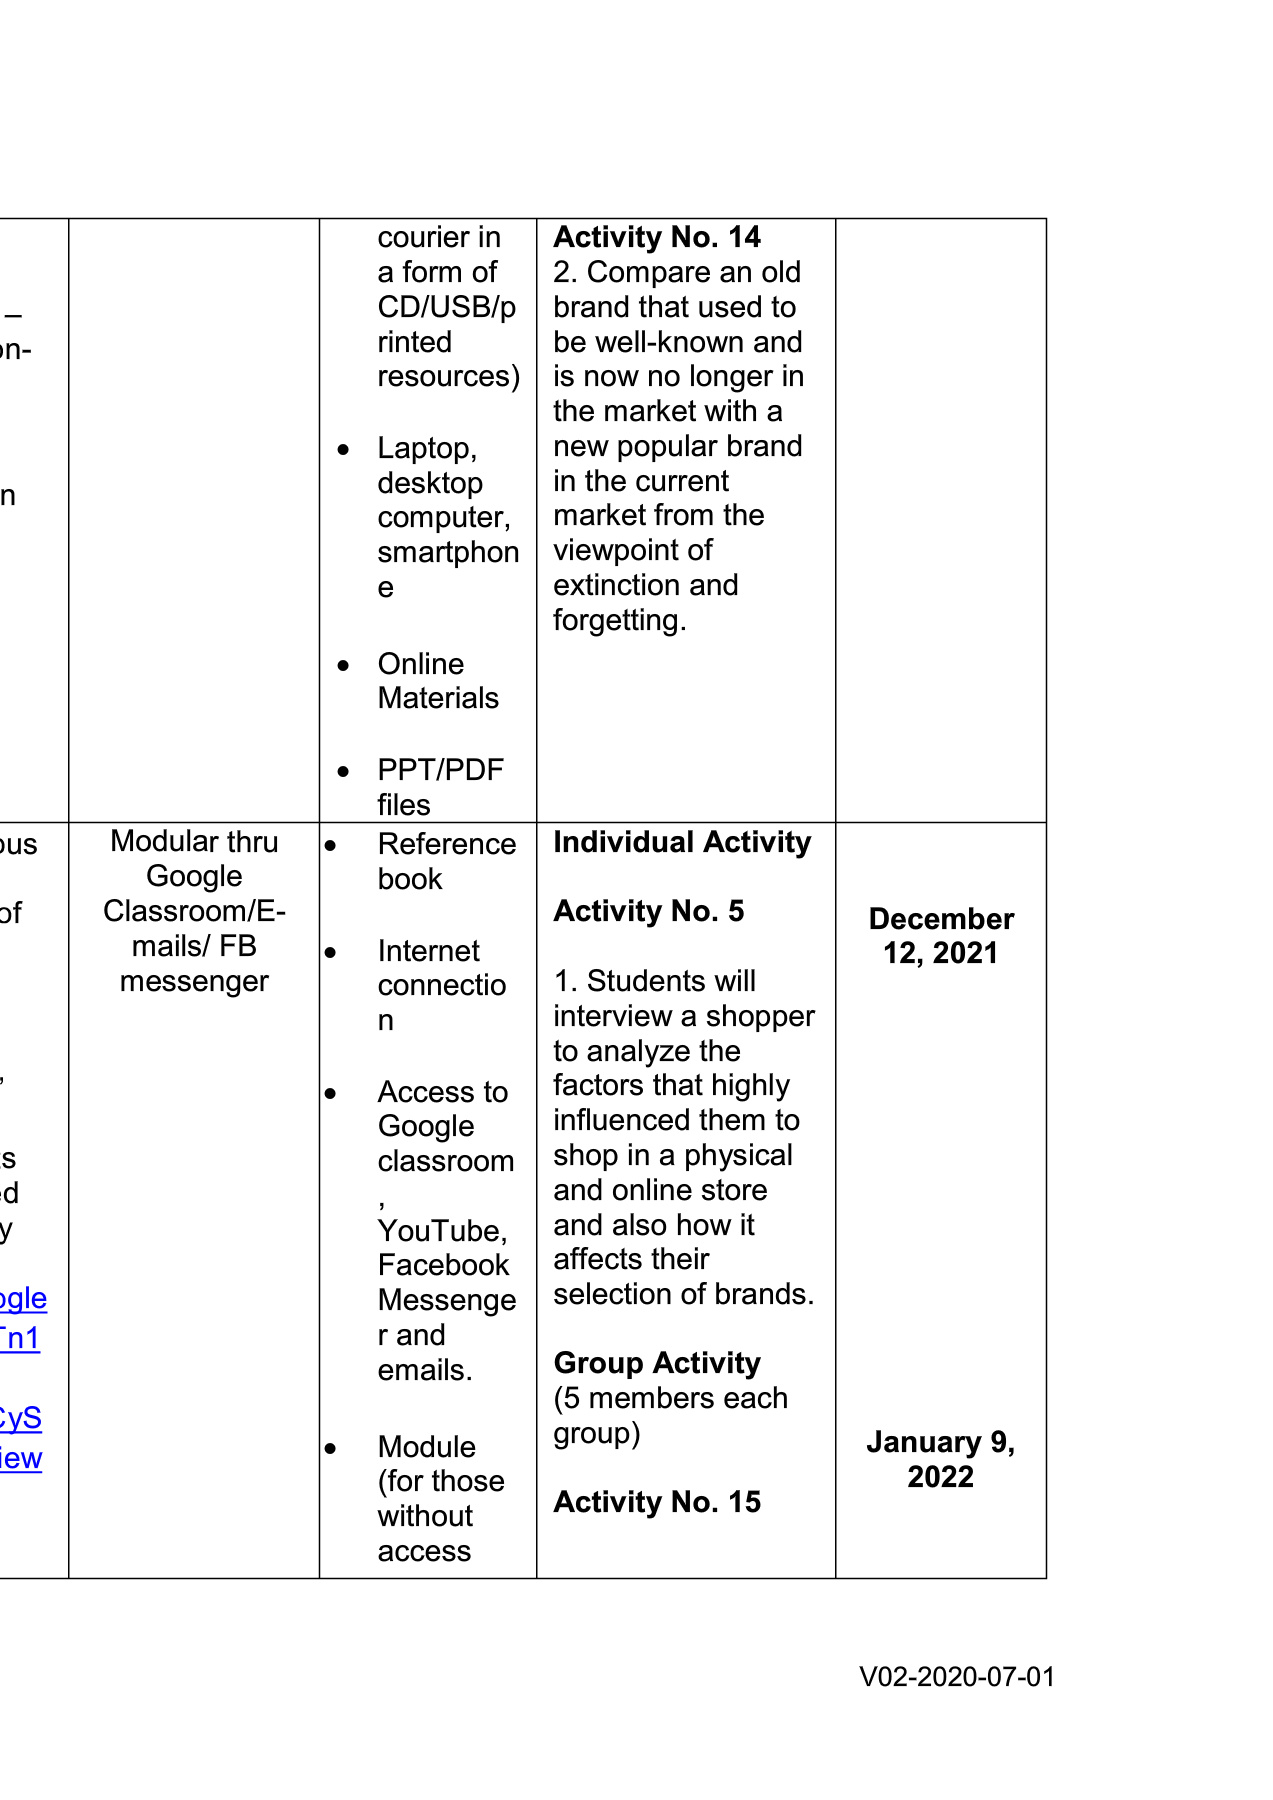 –
on-
n
courier in
a form of
CD/USB/p
rinted
resources)
• Laptop,
desktop
computer,
smartphon
e
• Online
Materials
• PPT/PDF
files
Activity No. 14
2. Compare an old
brand that used to
be well-known and
is now no longer in
the market with a
new popular brand
in the current
market from the
viewpoint of
extinction and
forgetting.
ous
of
,
ts
ed
y
ogle
Tn1
CyS
iew
Modular thru
Google
Classroom/E-
mails/ FB
messenger
• Reference
book
• Internet
connectio
n
• Access to
Google
classroom
,
YouTube,
Facebook
Messenge
r and
emails.
• Module
(for those
without
access
Individual Activity
Activity No. 5
1. Students will
interview a shopper
to analyze the
factors that highly
influenced them to
shop in a physical
and online store
and also how it
affects their
selection of brands.
Group Activity
(5 members each
group)
Activity No. 15
December
12, 2021
January 9,
2022
V02-2020-07-01